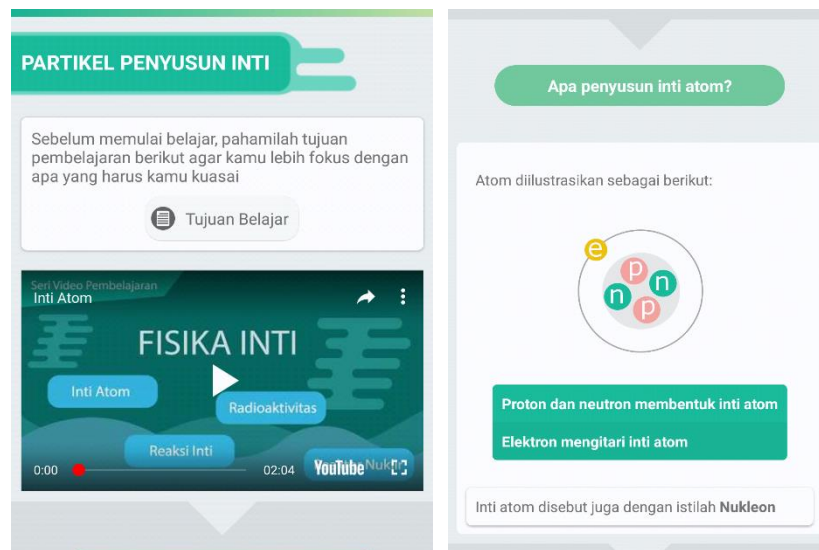 PARTIKEL PENYUSUN INTI
Sebelum memulai belajar, pahamilah tujuan
pembelajaran berikut agar kamu lebih fokus dengan
apa yang harus kamu kuasai
Tujuan Belajar
Seri Video Pembelajaran
Inti Atom
FISIKA INTI
Inti Atom
Radioaktivitas
Reaksi Inti
0:00
02:04
YouTube
Apa penyusun inti atom?
Atom diilustrasikan sebagai berikut:
e
p
n
n
p
Proton dan neutron membentuk inti atom
Elektron mengitari inti atom
Inti atom disebut juga dengan istilah Nukleon